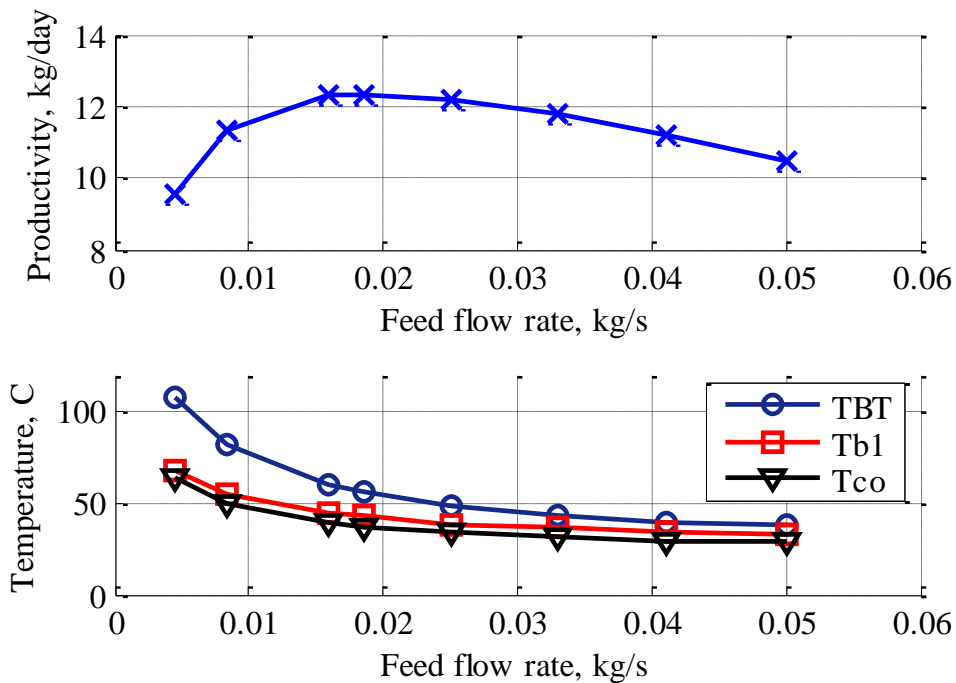 Productivity, kg/day
14
12
10
8
0 0.01 0.02 0.03 0.04 0.05 0.06
Feed flow rate, kg/s
Temperature, C
100
50
0
TBT
Tb1
Tco
0 0.01 0.02 0.03 0.04 0.05 0.06
Feed flow rate, kg/s